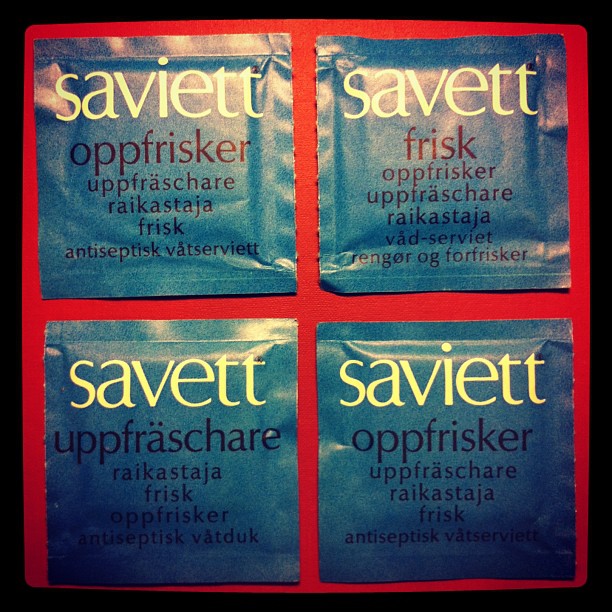 saviett
oppfrisker
uppfräschare
raikastaja
frisk
antiseptisk våtserviett
savett
frisk
oppfrisker
uppfräschare
raikastaja
våd-serviet
rengør og forfrisker
savett
uppfräschare
raikastaja
frisk
oppfrisker
antiseptisk våtduk
saviett
oppfrisker
uppfräschare
raikastaja
frisk
antiseptisk våtserviett